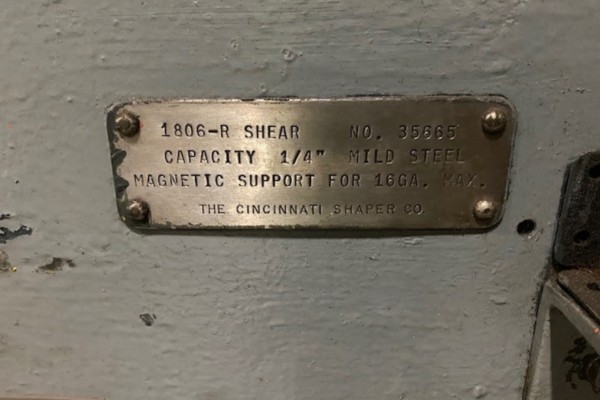 1806-R SHEAR NO. 35665
CAPACITY 1/4" MILD STEEL
MAGNETIC SUPPORT FOR 16GA. MAX.
THE CINCINNATI SHAPER CO.